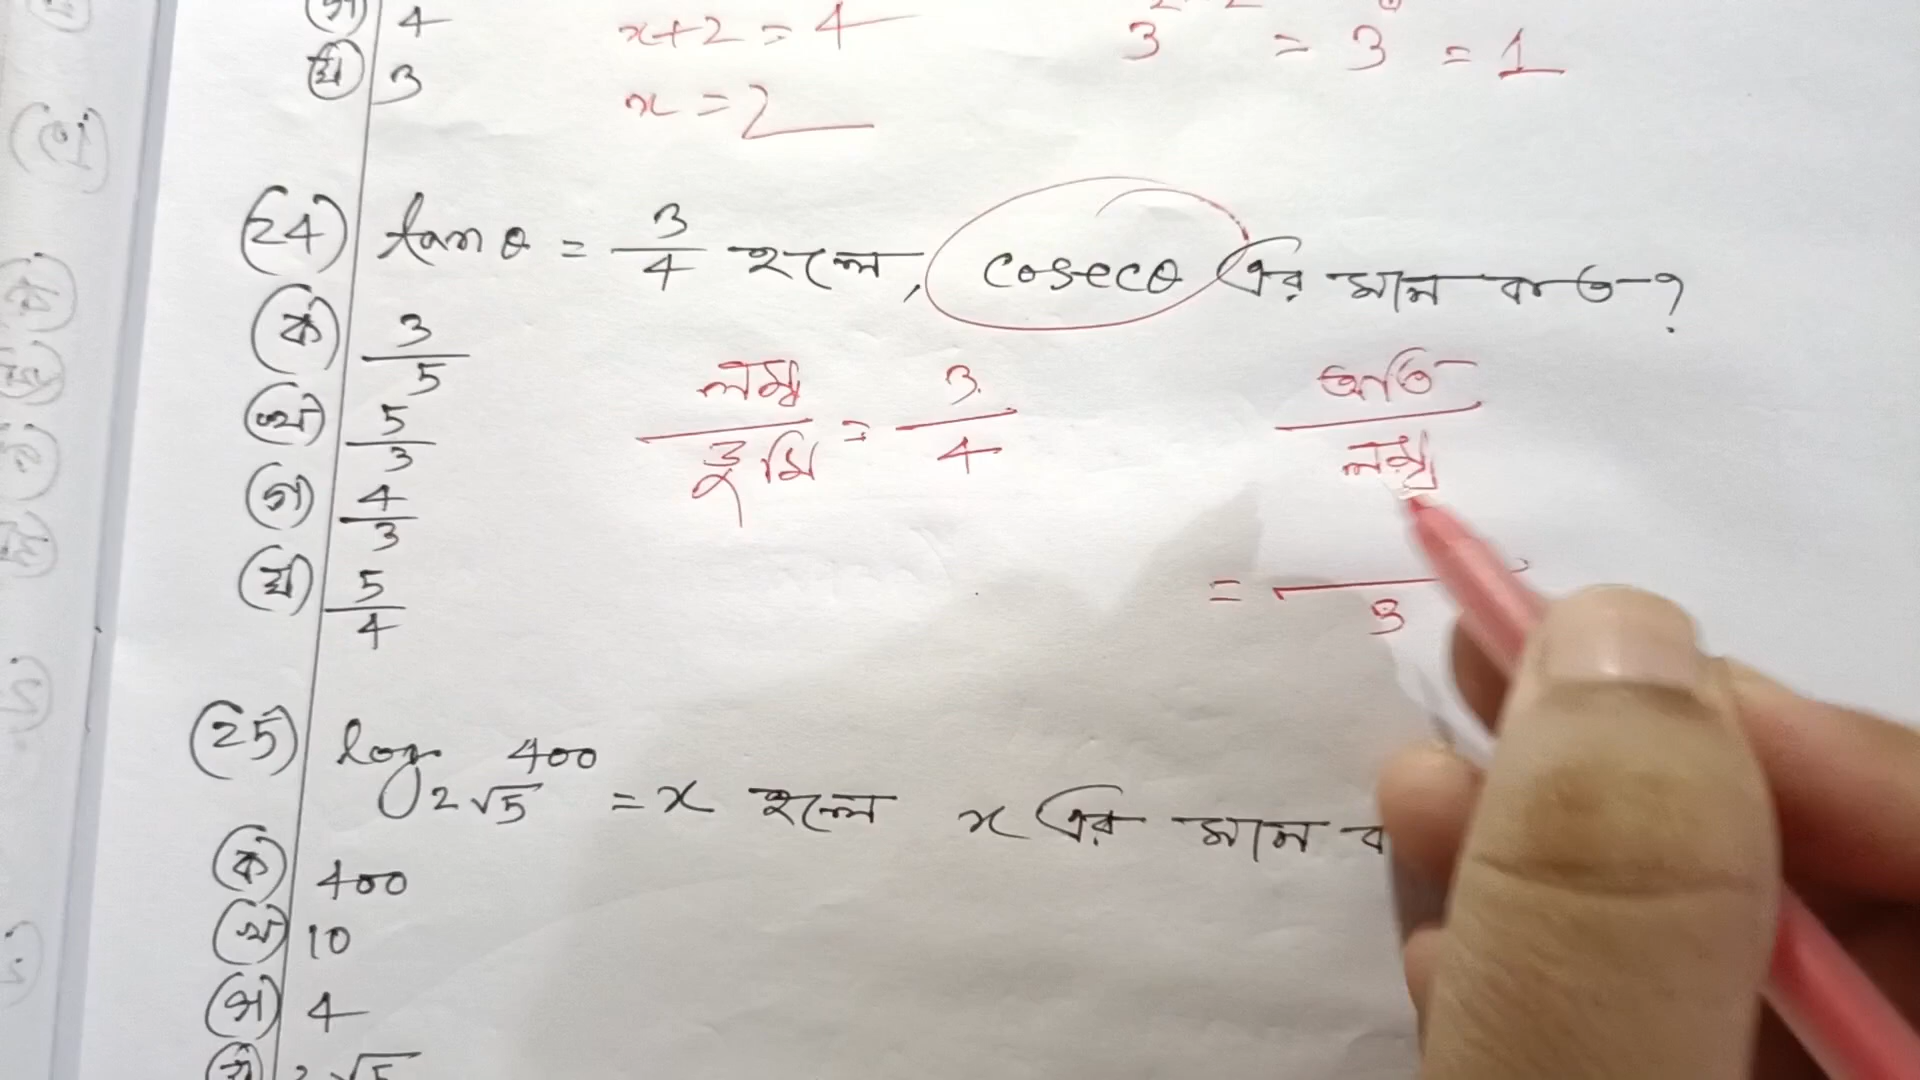 (গ) 4
x+2 = 4
= 3 = 1
(ঘ) 3
x = 2
(24) tan θ = 3/4 হলে, cosecθ এর মান কত?
(ক) 3/5
লম্ব/ভূমি = 3/4
অতি/লম্ব
(খ) 5/3
(গ) 4/3
(ঘ) 5/4
= /3
(25) log 2√5 400 = x হলে x এর মান ক
(ক) 400
(খ) 10
(গ) 4
(ঘ) 2√5